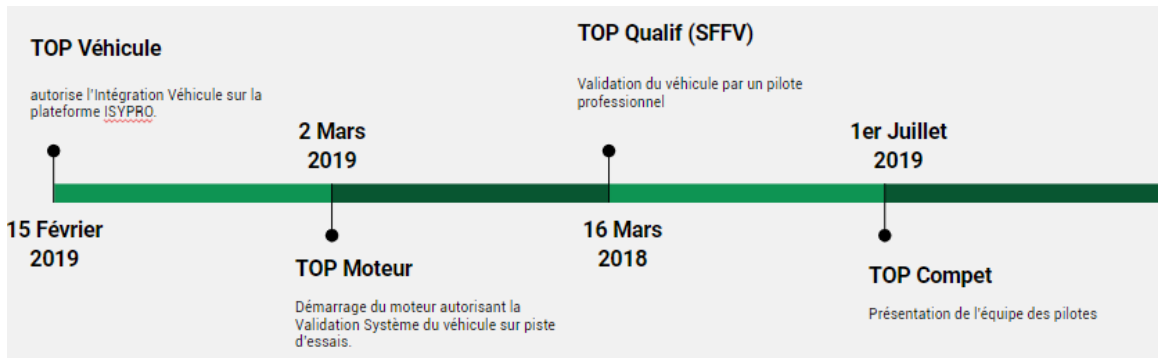 TOP Véhicule
autorise l'Intégration Véhicule sur la
plateforme ISYPRO.
15 Février
2019
2 Mars
2019
TOP Moteur
Démarrage du moteur autorisant la
Validation Système du véhicule sur piste
d'essais.
TOP Qualif (SFFV)
Validation du véhicule par un pilote
professionnel
16 Mars
2018
1er Juillet
2019
TOP Compet
Présentation de l'équipe des pilotes